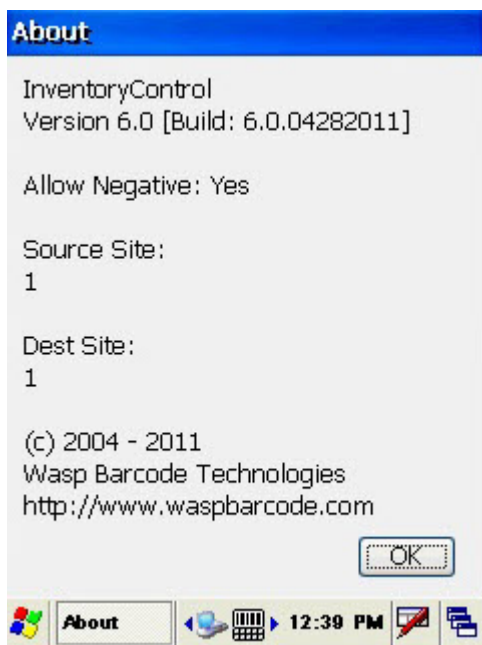 About
InventoryControl
Version 6.0 [Build: 6.0.04282011]
Allow Negative: Yes
Source Site:
1
Dest Site:
1
(c) 2004 - 2011
Wasp Barcode Technologies
http://www.waspbarcode.com
OK
About 12:39 PM